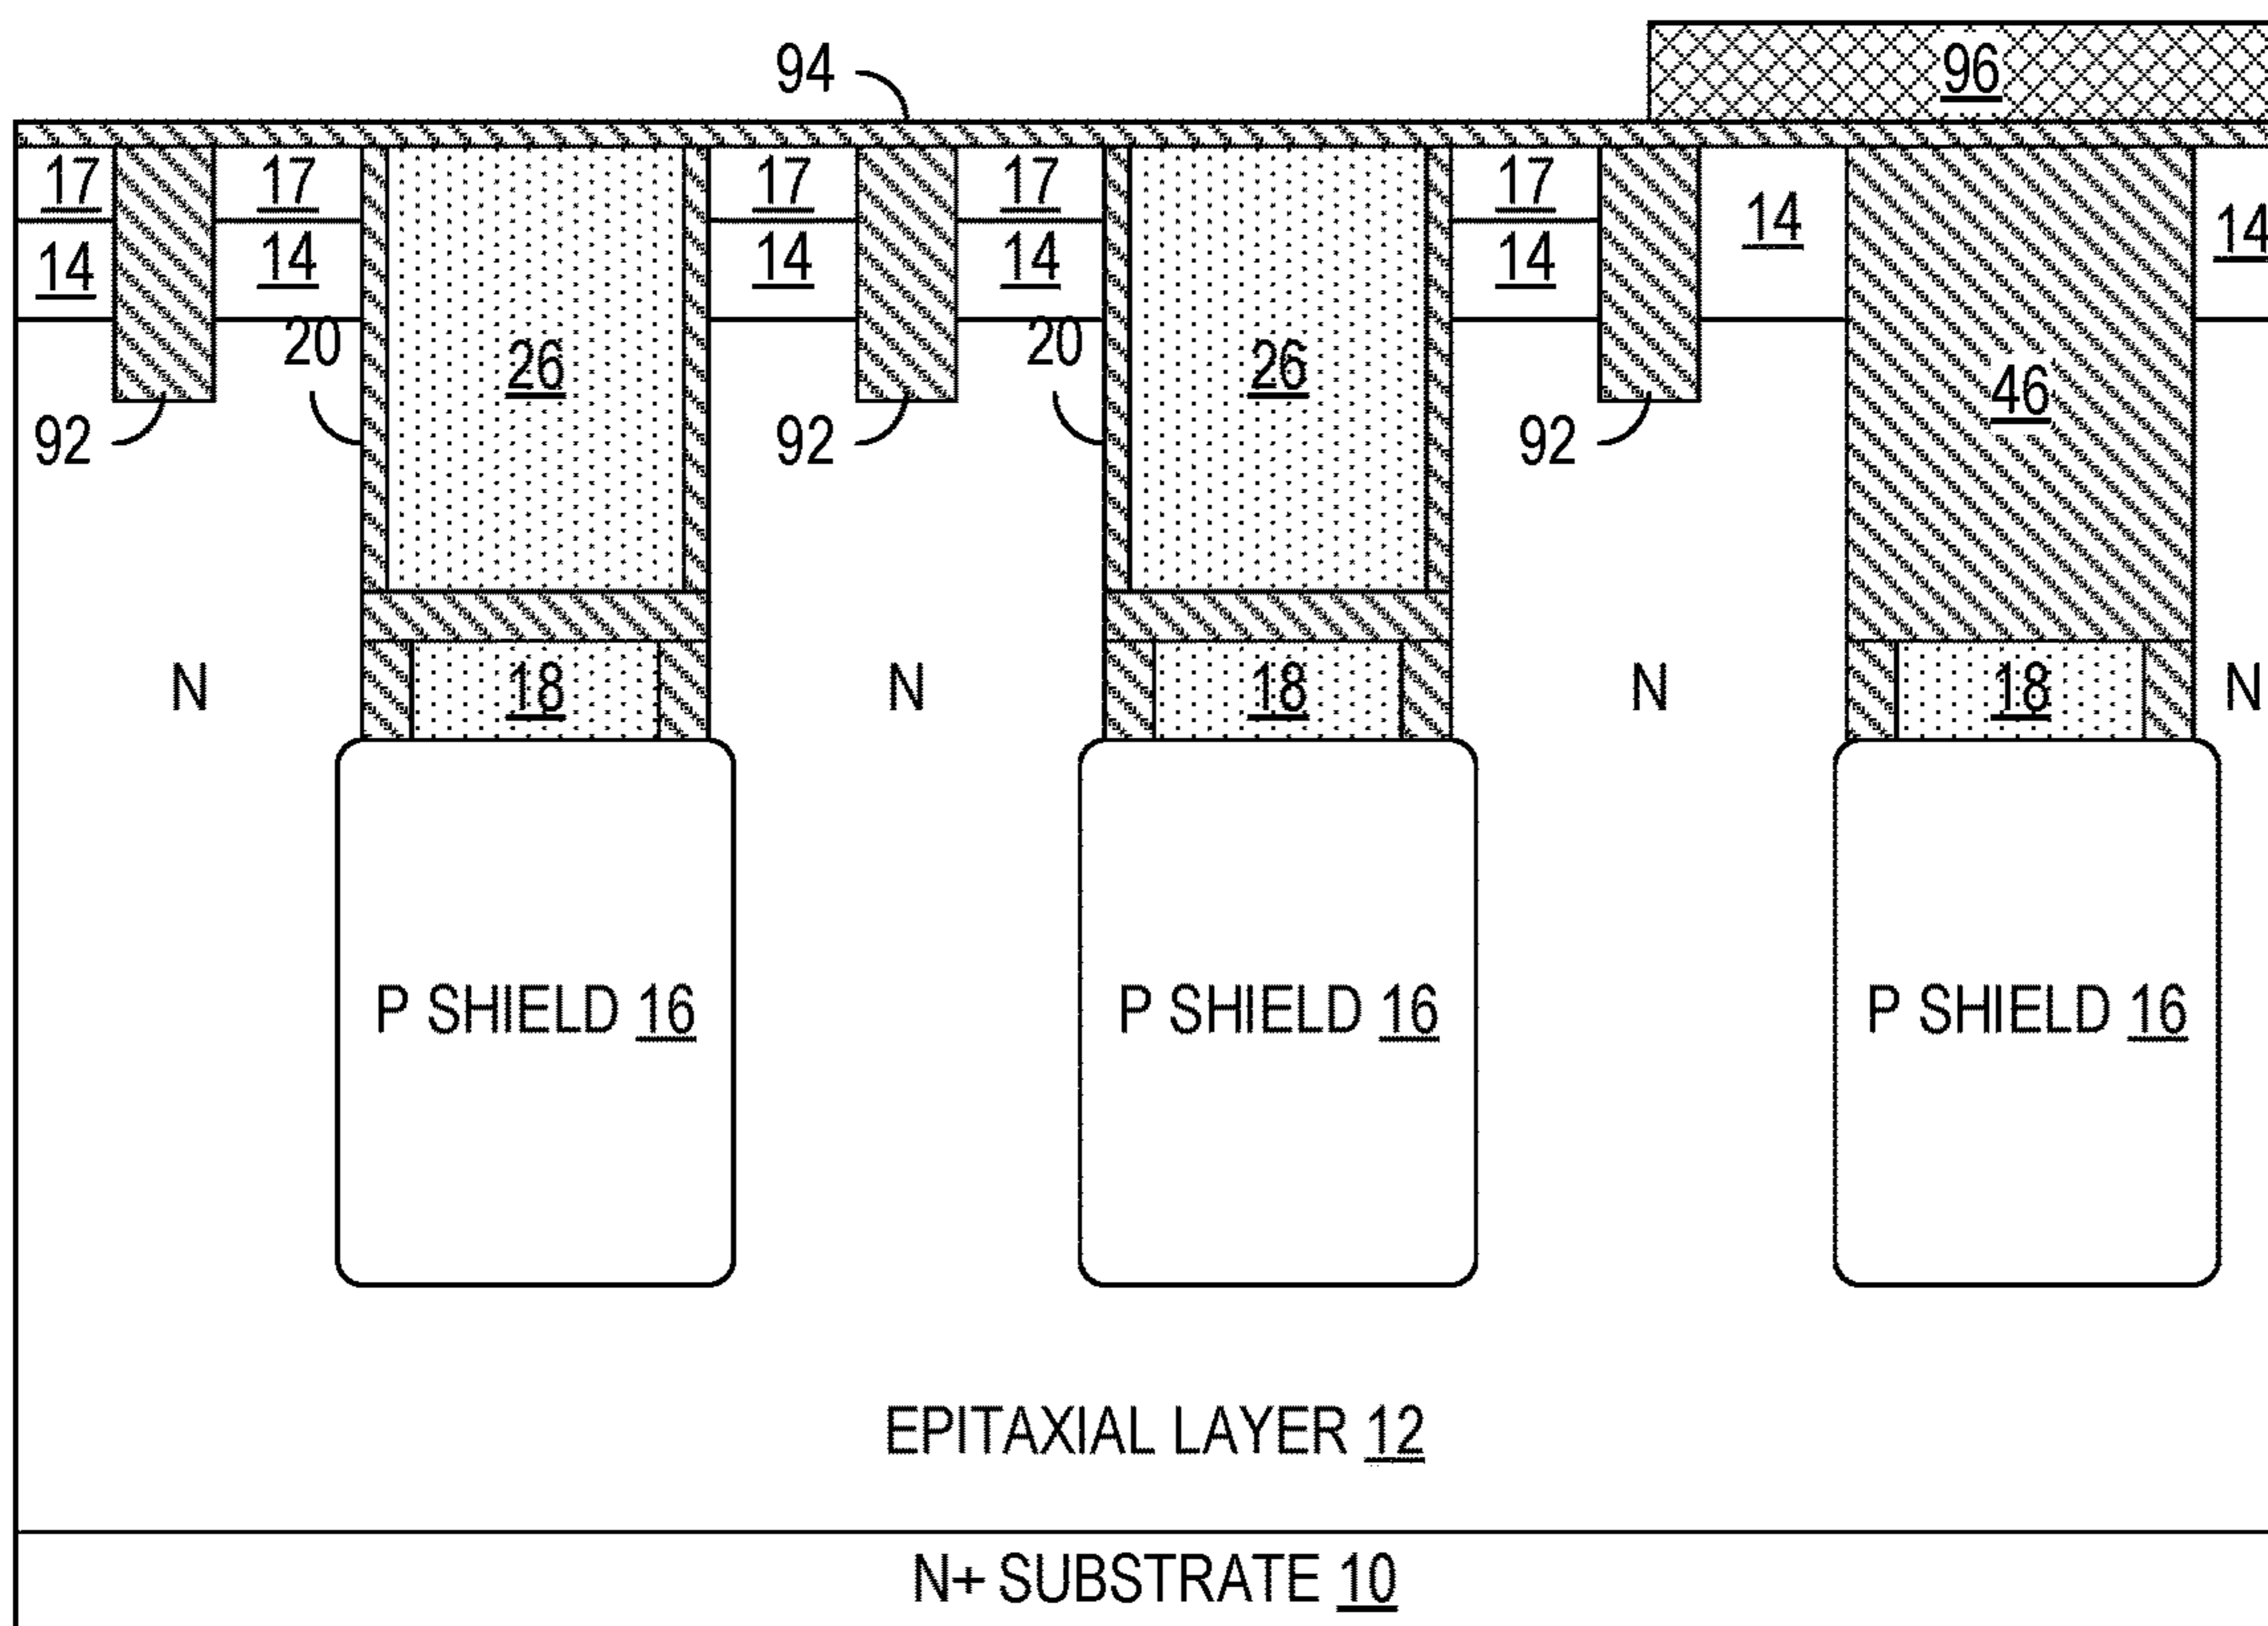 94
96
17 17 17 17 17
14 14 14 14 14 14 14
20 26 20 26 46
92 92 92
N 18 N 18 N 18 N
P SHIELD 16 P SHIELD 16 P SHIELD 16
EPITAXIAL LAYER 12
N+ SUBSTRATE 10